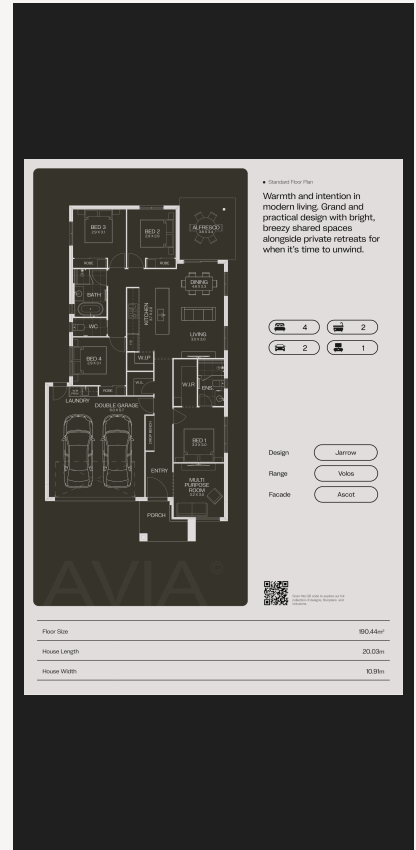 Standard Floor Plan
Warmth and intention in
modern living. Grand and
practical design with bright,
breezy shared spaces
alongside private retreats for
when it's time to unwind.
4
2
2
1
BED 3
BED 2
ALFRESCO
ROBE
ROBE
DINING
BATH
KITCHEN
WC
LIVING
BED 4
W.I.P
W.I.R
ENS
ROBE
LAUNDRY
DOUBLE GARAGE
BED 1
ENTRY
MULTI
PURPOSE
ROOM
PORCH
Design
Jarrow
Range
Volos
Facade
Ascot
AVIA
Floor Size
190.44m²
House Length
20.03m
House Width
10.91m